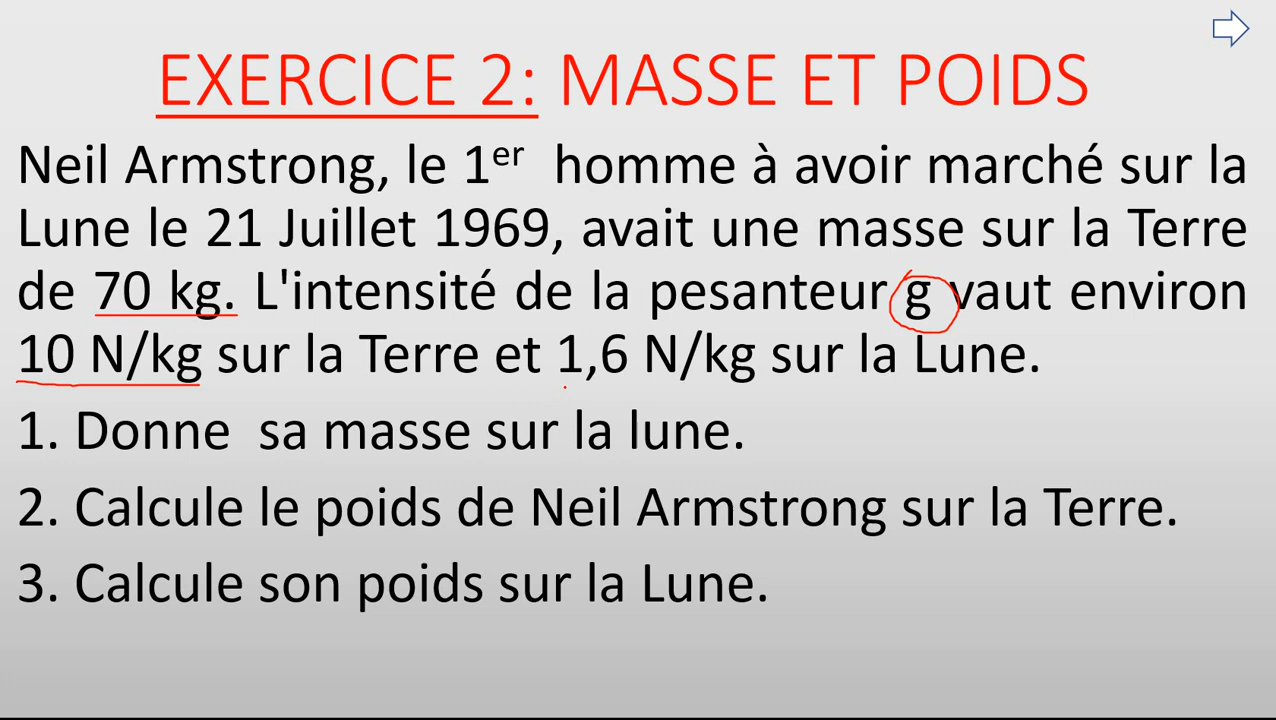 EXERCICE 2: MASSE ET POIDS
Neil Armstrong, le 1er homme à avoir marché sur la
Lune le 21 Juillet 1969, avait une masse sur la Terre
de 70 kg. L'intensité de la pesanteur g vaut environ
10 N/kg sur la Terre et 1,6 N/kg sur la Lune.
1. Donne sa masse sur la lune.
2. Calcule le poids de Neil Armstrong sur la Terre.
3. Calcule son poids sur la Lune.